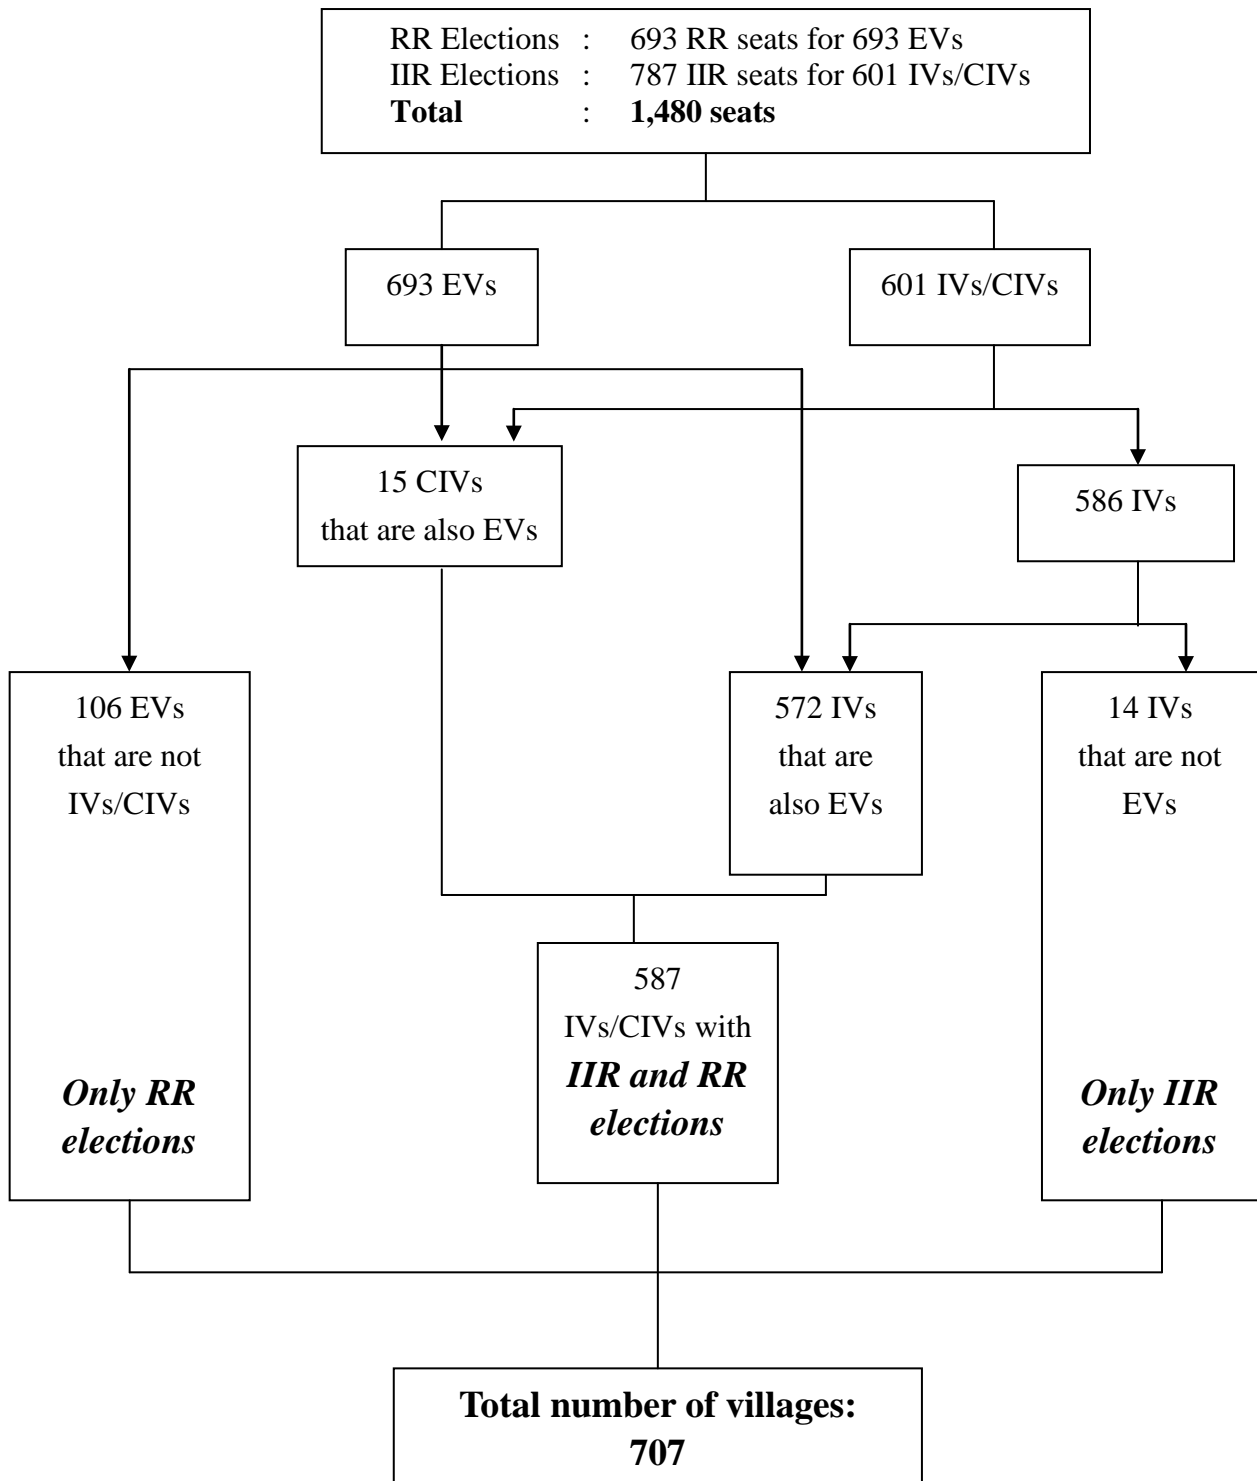 RR Elections : 693 RR seats for 693 EVs
IIR Elections : 787 IIR seats for 601 IVs/CIVs
Total : 1,480 seats
693 EVs
601 IVs/CIVs
15 CIVs
that are also EVs
586 IVs
106 EVs
that are not
IVs/CIVs
Only RR
elections
572 IVs
that are
also EVs
14 IVs
that are not
EVs
Only IIR
elections
587
IVs/CIVs with
IIR and RR
elections
Total number of villages:
707